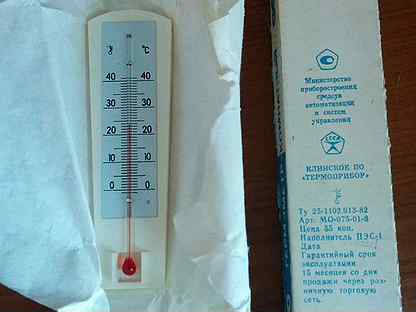 °C
40 40
30 30
20 20
10 10
0 0
Министерство
приборостроения
средств
автоматизации
и систем
управления
СССР
КЛИНСКОЕ ПО
«ТЕРМОПРИБОР»
Ту 25-1102.013-82
Арт. МО-075-01-8
Цена 55 коп.
Наполнитель ПЭС-1
Дата
Гарантийный срок
эксплуатации
15 месяцев со дня
продажи через роз-
ничную торговую
сеть.